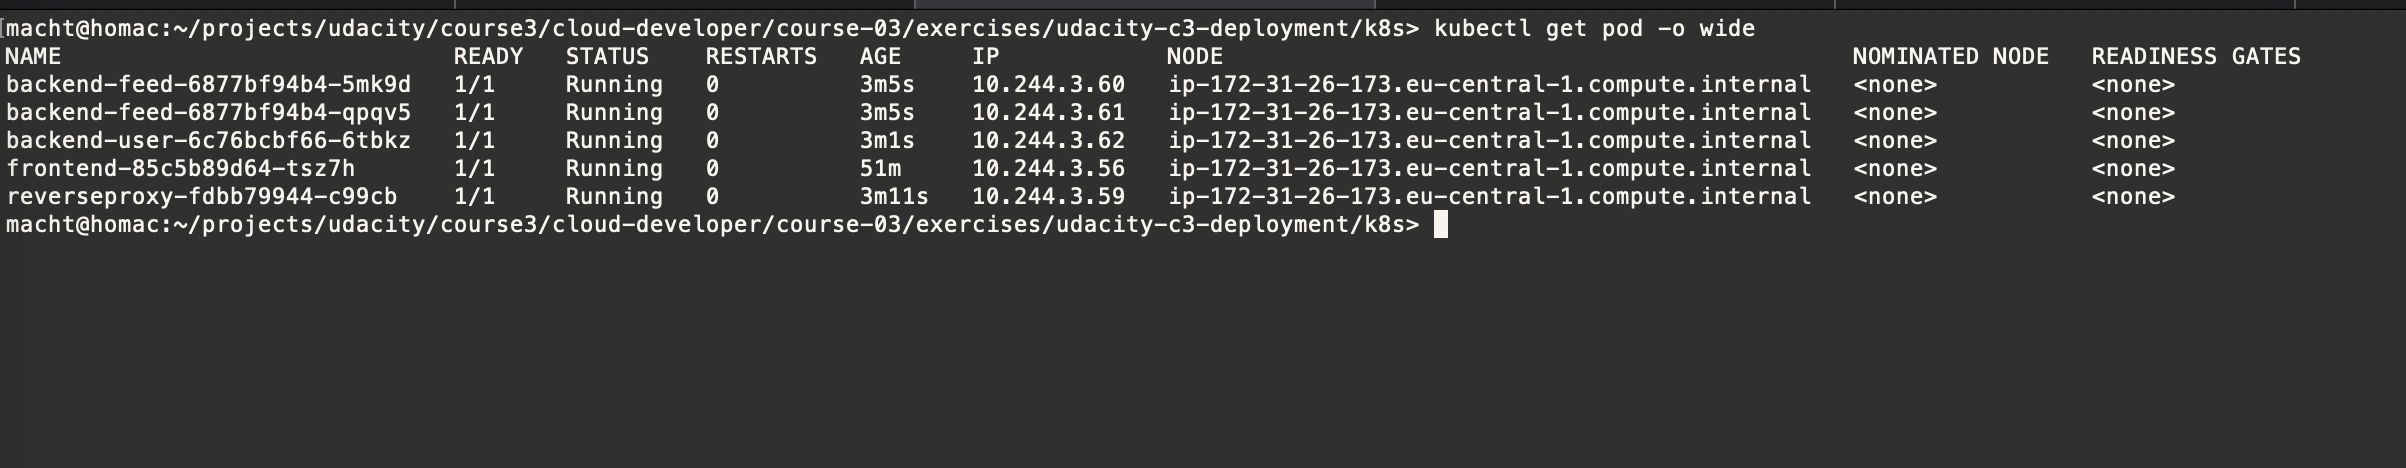 macht@homac:~/projects/udacity/course3/cloud-developer/course-03/exercises/udacity-c3-deployment/k8s> kubectl get pod -o wide
NAME READY STATUS RESTARTS AGE IP NODE NOMINATED NODE READINESS GATES
backend-feed-6877bf94b4-5mk9d 1/1 Running 0 3m5s 10.244.3.60 ip-172-31-26-173.eu-central-1.compute.internal <none> <none>
backend-feed-6877bf94b4-qpqv5 1/1 Running 0 3m5s 10.244.3.61 ip-172-31-26-173.eu-central-1.compute.internal <none> <none>
backend-user-6c76bcbf66-6tbkz 1/1 Running 0 3m1s 10.244.3.62 ip-172-31-26-173.eu-central-1.compute.internal <none> <none>
frontend-85c5b89d64-tsz7h 1/1 Running 0 51m 10.244.3.56 ip-172-31-26-173.eu-central-1.compute.internal <none> <none>
reverseproxy-fdbb79944-c99cb 1/1 Running 0 3m11s 10.244.3.59 ip-172-31-26-173.eu-central-1.compute.internal <none> <none>
macht@homac:~/projects/udacity/course3/cloud-developer/course-03/exercises/udacity-c3-deployment/k8s>